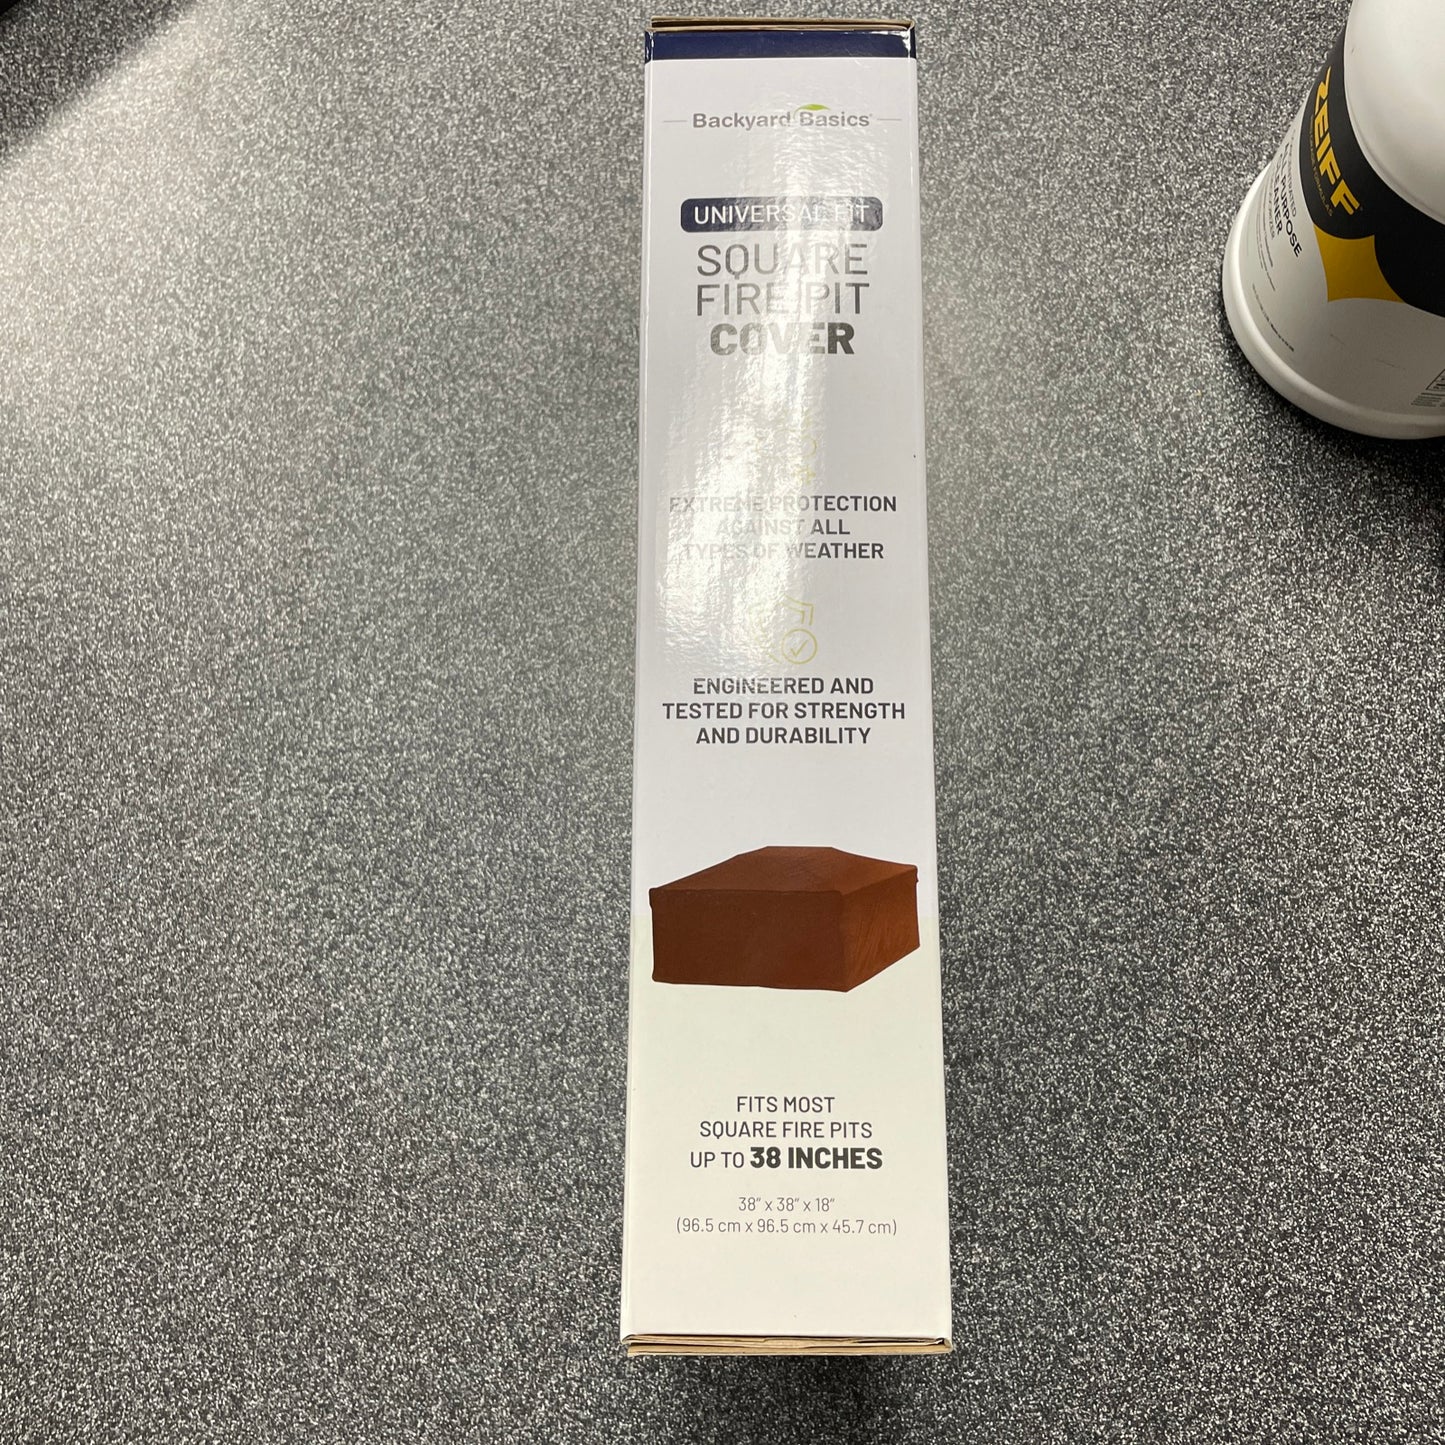 Backyard Basics
UNIVERSAL FIT
SQUARE
FIRE PIT
COVER
EXTREME PROTECTION
AGAINST ALL
TYPES OF WEATHER
ENGINEERED AND
TESTED FOR STRENGTH
AND DURABILITY
FITS MOST
SQUARE FIRE PITS
UP TO 38 INCHES
38” x 38” x 18”
(96.5 cm x 96.5 cm x 45.7 cm)
ZEIFF
PURPOSE